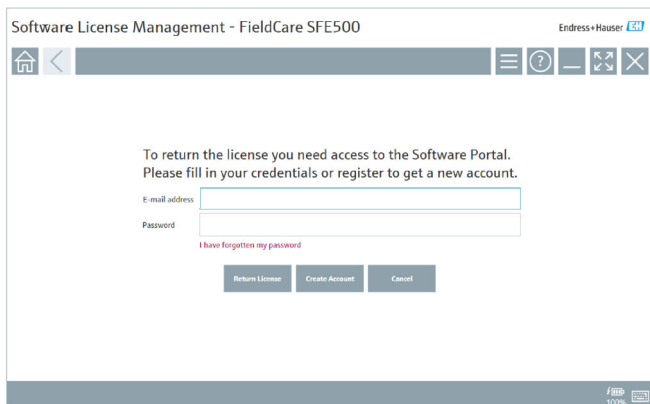 Software License Management - FieldCare SFE500
Endress+Hauser EH
?
To return the license you need access to the Software Portal.
Please fill in your credentials or register to get a new account.
E-mail address
Password
I have forgotten my password
Return License Create Account Cancel
100%